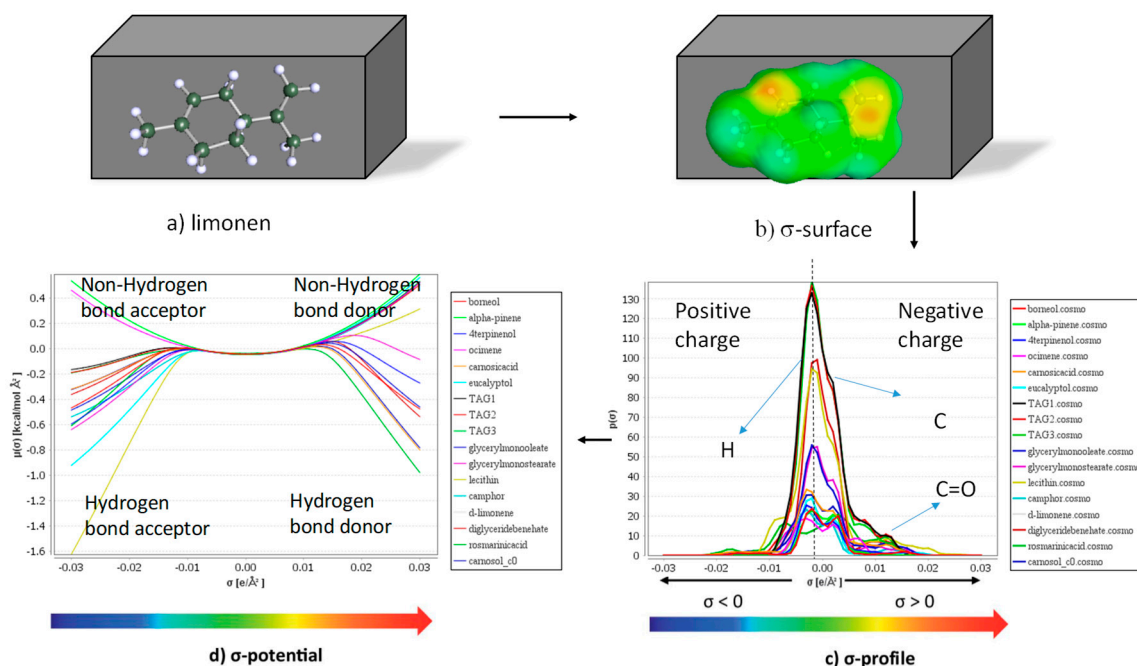 a) limonen
b) σ-surface
Non-Hydrogen
bond acceptor
Non-Hydrogen
bond donor
Hydrogen
bond acceptor
Hydrogen
bond donor
μ(σ) [kcal/mol Å²]
0.4
0.2
0.0
-0.2
-0.4
-0.6
-0.8
-1.0
-1.2
-1.4
-1.6
-0.03
-0.02
-0.01
0.00
0.01
0.02
0.03
σ [e/Å²]
borneol
alpha-pinene
4terpinenol
ocimene
carnosicacid
eucalyptol
TAG1
TAG2
TAG3
glycerylmonooleate
glycerylmonostearate
lecithin
camphor
d-limonene
diglyceridebenehate
rosmarinicacid
carnosol_c0
d) σ-potential
Positive
charge
Negative
charge
H
C
C=O
p(σ)
130
120
110
100
90
80
70
60
50
40
30
20
10
0
-0.03
-0.02
-0.01
0.00
0.01
0.02
0.03
σ [e/Å²]
borneol.cosmo
alpha-pinene.cosmo
4terpinenol.cosmo
ocimene.cosmo
carnosicacid.cosmo
eucalyptol.cosmo
TAG1.cosmo
TAG2.cosmo
TAG3.cosmo
glycerylmonooleate.cosmo
glycerylmonostearate.cosmo
lecithin.cosmo
camphor.cosmo
d-limonene.cosmo
diglyceridebenehate.cosmo
rosmarinicacid.cosmo
carnosol_c0.cosmo
σ < 0
σ > 0
c) σ-profile